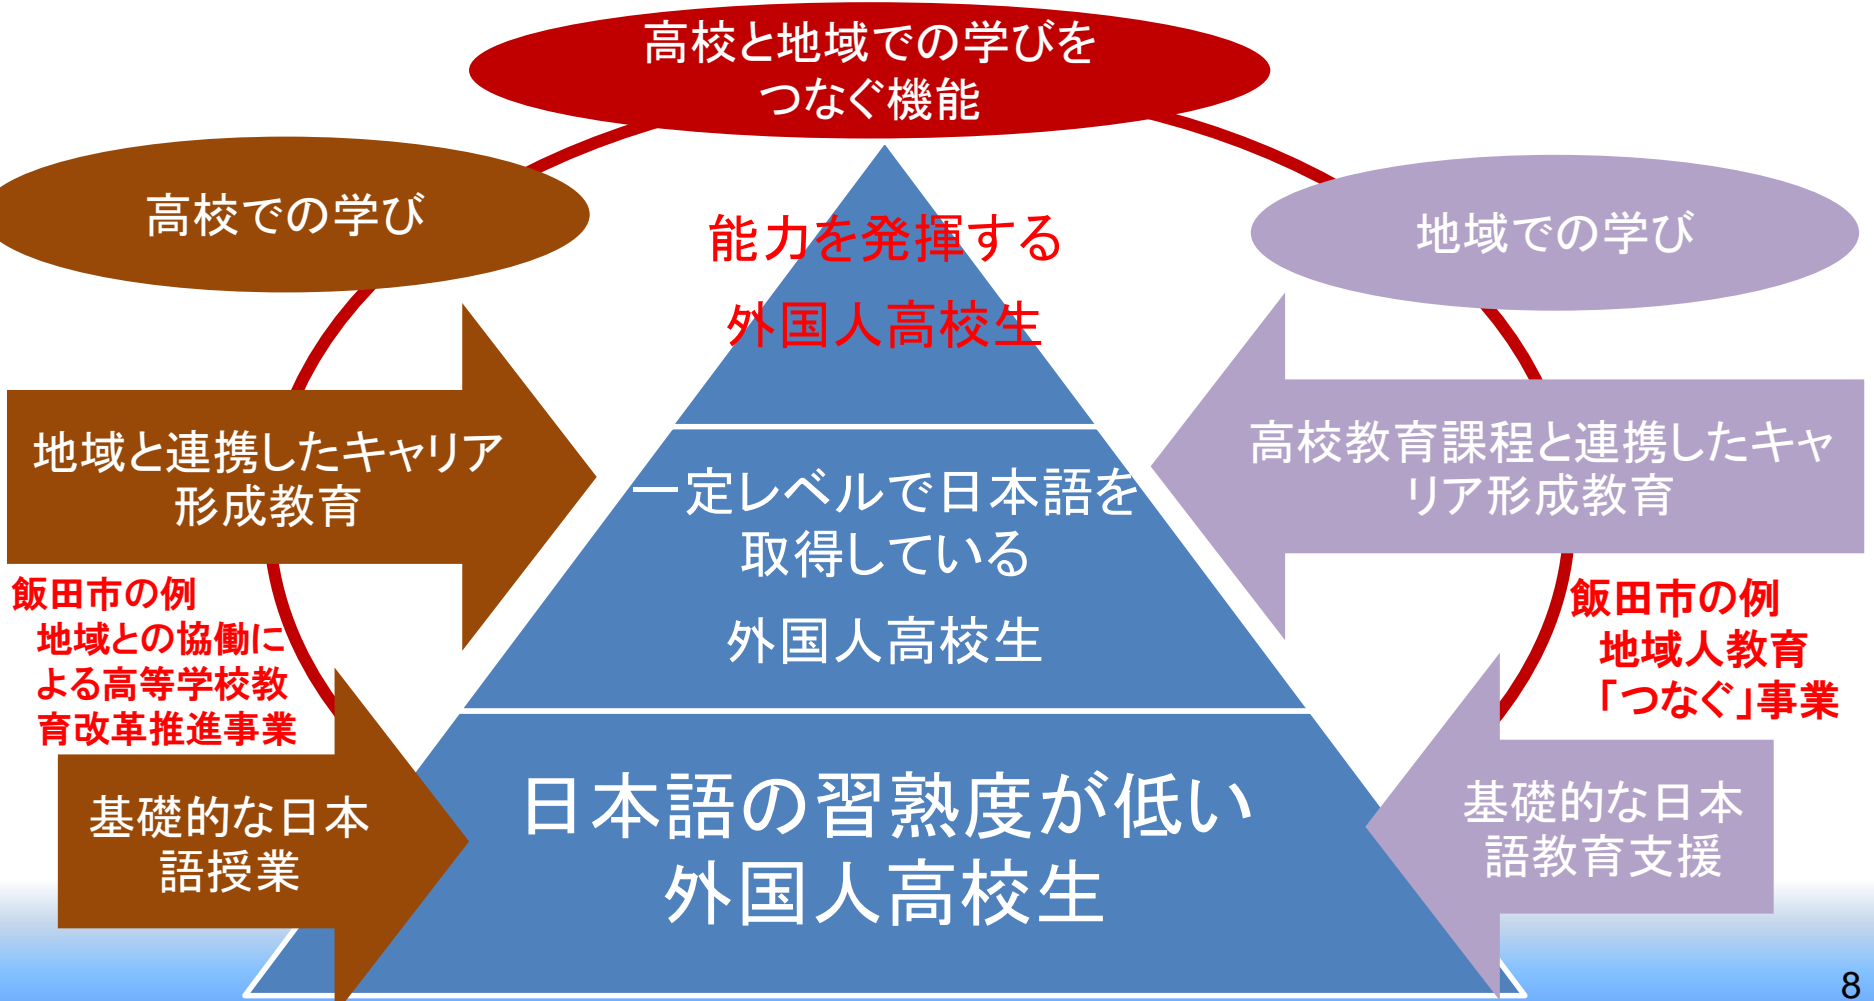 高校と地域での学びを
つなぐ機能
高校での学び
地域での学び
能力を発揮する
外国人高校生
地域と連携したキャリア
形成教育
高校教育課程と連携したキャ
リア形成教育
一定レベルで日本語を
取得している
外国人高校生
飯田市の例
地域との協働に
よる高等学校教
育改革推進事業
飯田市の例
地域人教育
「つなぐ」事業
基礎的な日本
語授業
日本語の習熟度が低い
外国人高校生
基礎的な日本
語教育支援
8